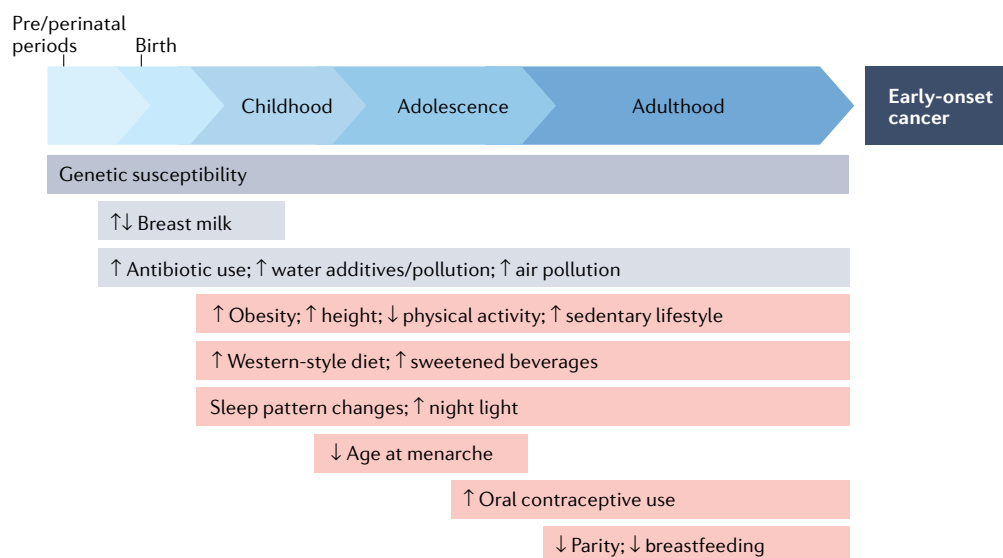 Pre/perinatal
periods
Birth
Childhood
Adolescence
Adulthood
Early-onset
cancer
Genetic susceptibility
↑↓ Breast milk
↑ Antibiotic use; ↑ water additives/pollution; ↑ air pollution
↑ Obesity; ↑ height; ↓ physical activity; ↑ sedentary lifestyle
↑ Western-style diet; ↑ sweetened beverages
Sleep pattern changes; ↑ night light
↓ Age at menarche
↑ Oral contraceptive use
↓ Parity; ↓ breastfeeding